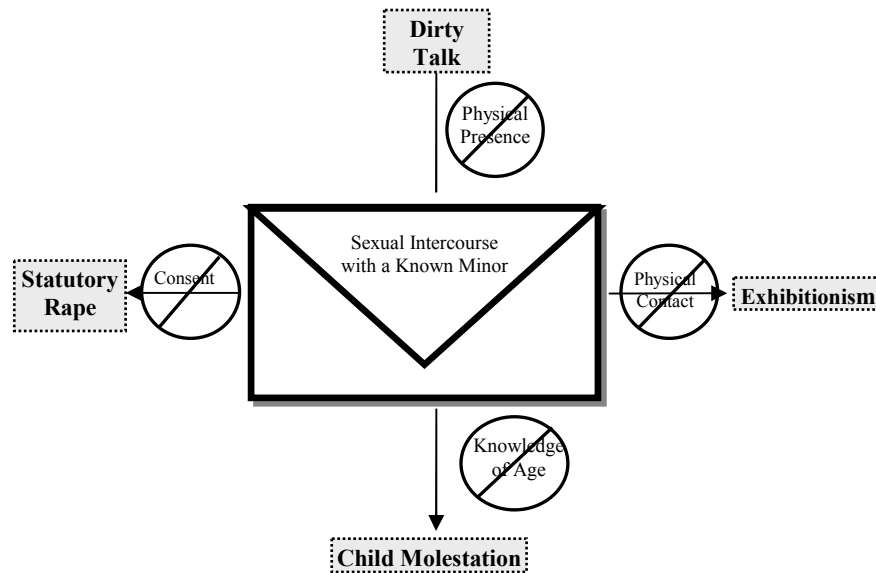 Dirty
Talk
Physical
Presence
Sexual Intercourse
with a Known Minor
Statutory
Rape
Consent
Physical
Contact
Exhibitionism
Knowledge
of Age
Child Molestation